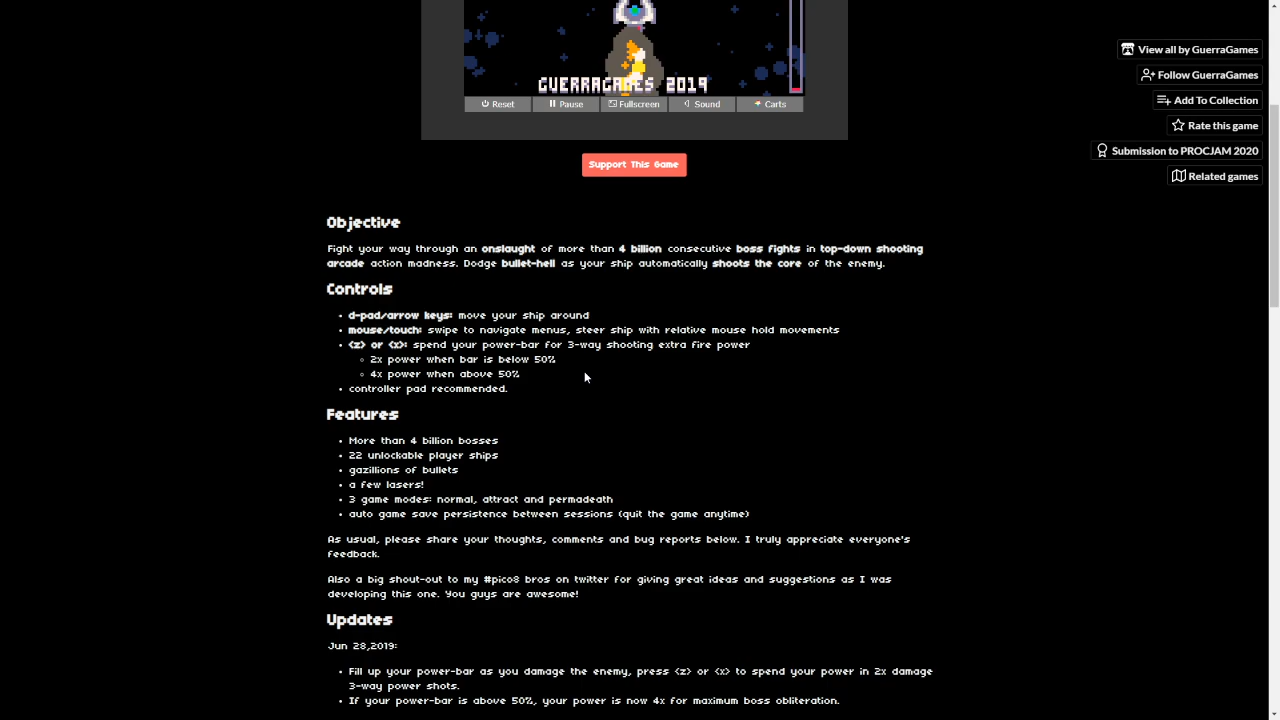 GUERRAGAMES 2019
Reset Pause Fullscreen Sound Carts
View all by GuerraGames
Follow GuerraGames
Add To Collection
Rate this game
Submission to PROCJAM 2020
Related games
Support This Game
Objective
Fight your way through an onslaught of more than 4 billion consecutive boss fights in top-down shooting
arcade action madness. Dodge bullet-hell as your ship automatically shoots the core of the enemy.
Controls
• d-pad/arrow keys: move your ship around
• mouse/touch: swipe to navigate menus, steer ship with relative mouse hold movements
• <z> or <x>: spend your power-bar for 3-way shooting extra fire power
◦ 2x power when bar is below 50%
◦ 4x power when above 50%
• controller pad recommended.
Features
• More than 4 billion bosses
• 22 unlockable player ships
• gazillions of bullets
• a few lasers!
• 3 game modes: normal, attract and permadeath
• auto game save persistence between sessions (quit the game anytime)
As usual, please share your thoughts, comments and bug reports below. I truly appreciate everyone's
feedback.
Also a big shout-out to my #pico8 bros on twitter for giving great ideas and suggestions as I was
developing this one. You guys are awesome!
Updates
Jun 28,2019:
• Fill up your power-bar as you damage the enemy, press <z> or <x> to spend your power in 2x damage
3-way power shots.
• If your power-bar is above 50%, your power is now 4x for maximum boss obliteration.